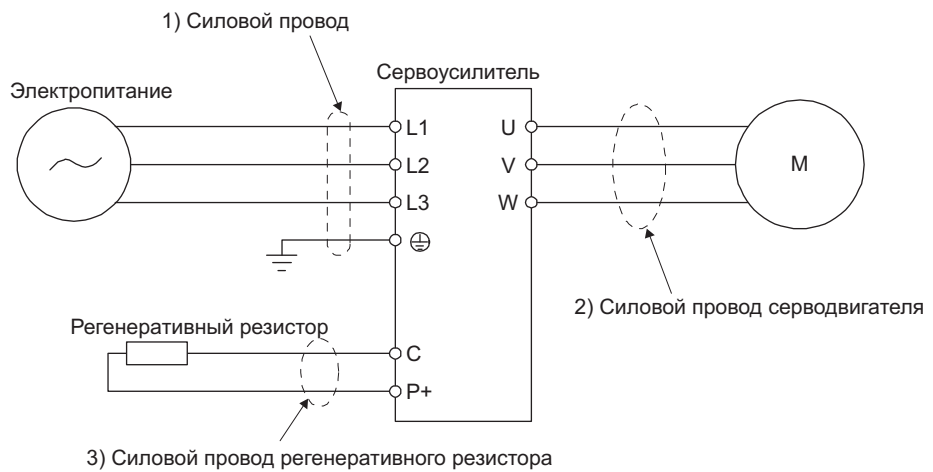 1) Силовой провод
Сервоусилитель
Электропитание
L1
U
L2
V
M
L3
W
2) Силовой провод серводвигателя
Регенеративный резистор
C
P+
3) Силовой провод регенеративного резистора